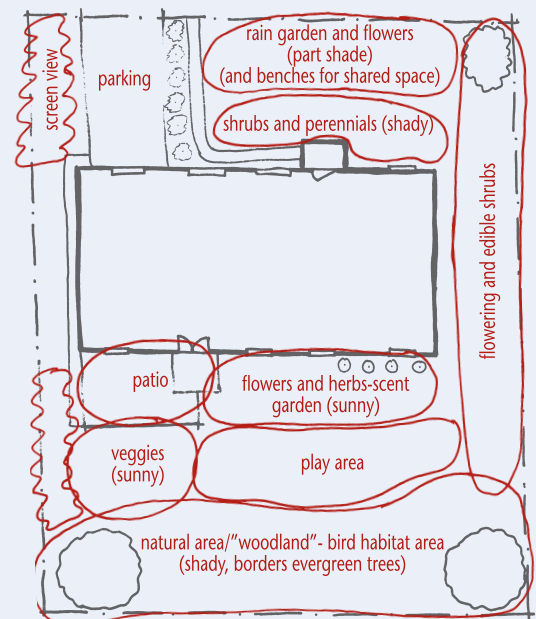 screen view
parking
rain garden and flowers
(part shade)
(and benches for shared space)
shrubs and perennials (shady)
flowering and edible shrubs
patio
flowers and herbs-scent
garden (sunny)
veggies
(sunny)
play area
natural area/"woodland"- bird habitat area
(shady, borders evergreen trees)